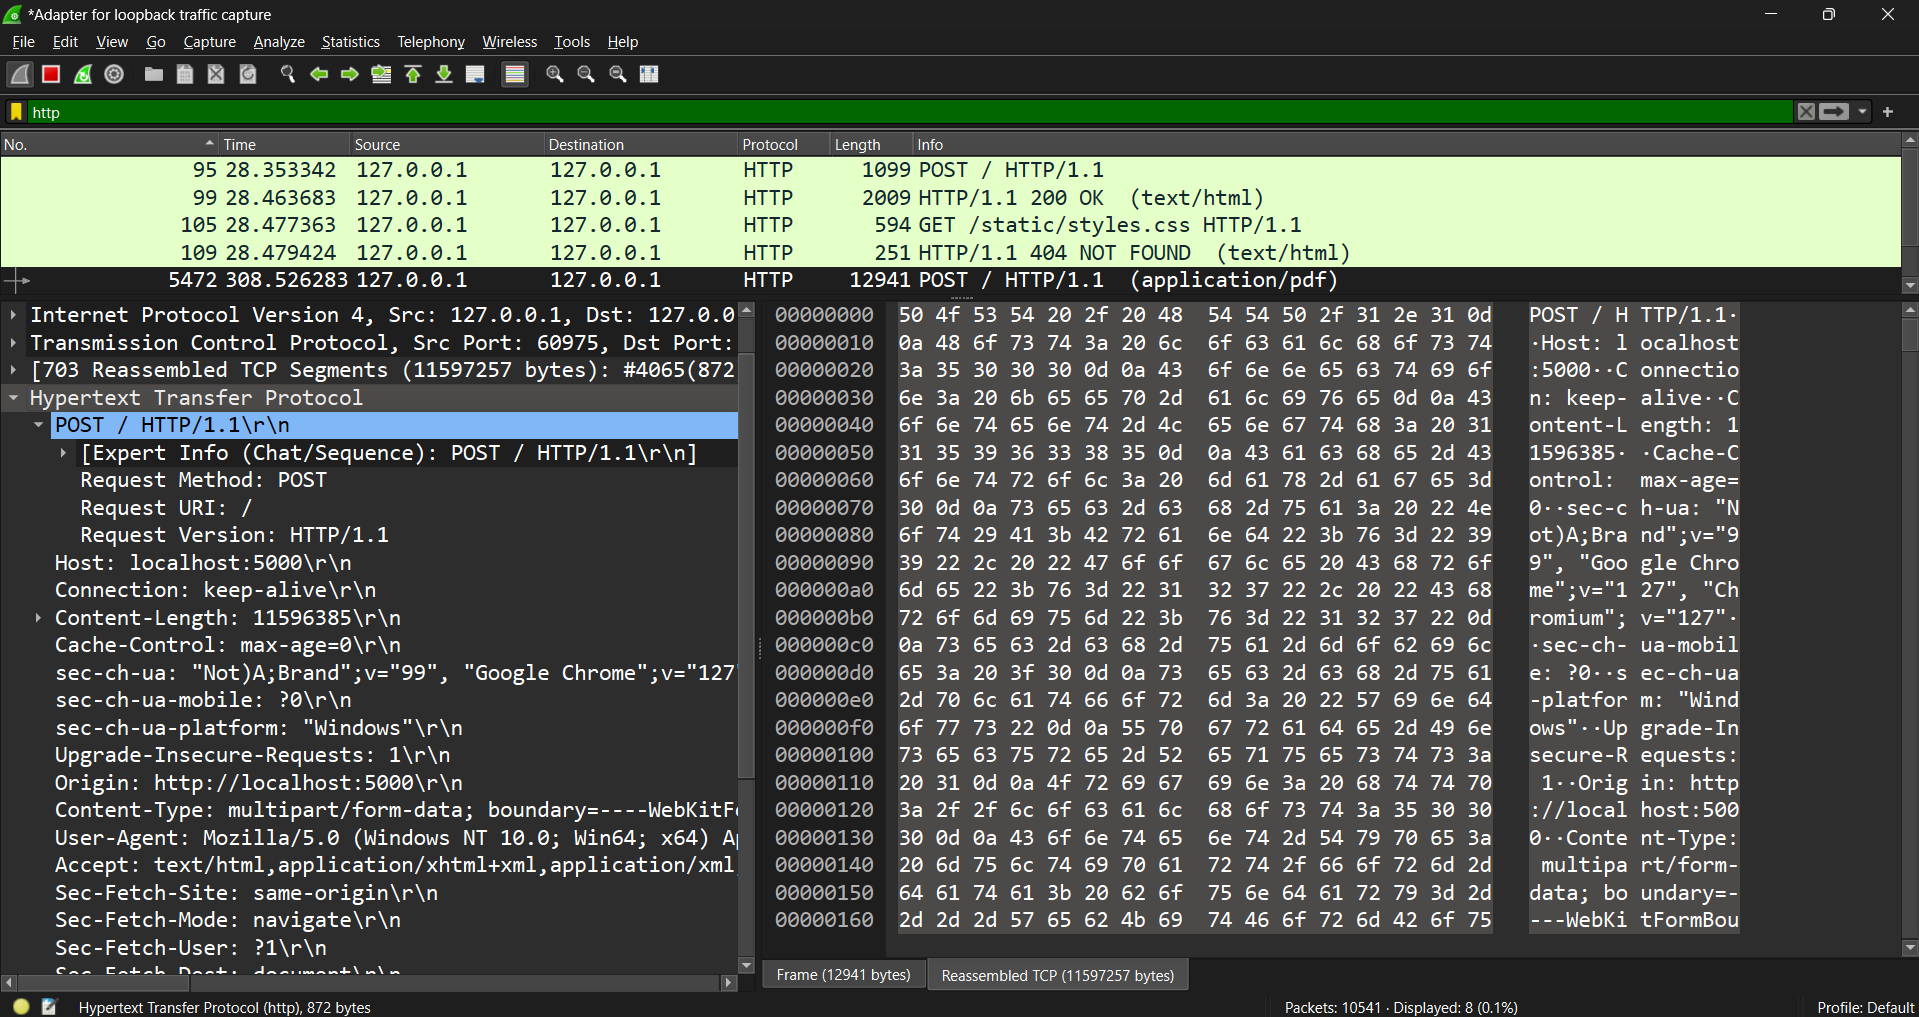 *Adapter for loopback traffic capture
File Edit View Go Capture Analyze Statistics Telephony Wireless Tools Help
http
No. Time Source Destination Protocol Length Info
95 28.353342 127.0.0.1 127.0.0.1 HTTP 1099 POST / HTTP/1.1
99 28.463683 127.0.0.1 127.0.0.1 HTTP 2009 HTTP/1.1 200 OK (text/html)
105 28.477363 127.0.0.1 127.0.0.1 HTTP 594 GET /static/styles.css HTTP/1.1
109 28.479424 127.0.0.1 127.0.0.1 HTTP 251 HTTP/1.1 404 NOT FOUND (text/html)
5472 308.526283 127.0.0.1 127.0.0.1 HTTP 12941 POST / HTTP/1.1 (application/pdf)
Internet Protocol Version 4, Src: 127.0.0.1, Dst: 127.0.0
Transmission Control Protocol, Src Port: 60975, Dst Port:
[703 Reassembled TCP Segments (11597257 bytes): #4065(872
Hypertext Transfer Protocol
POST / HTTP/1.1\r\n
[Expert Info (Chat/Sequence): POST / HTTP/1.1\r\n]
Request Method: POST
Request URI: /
Request Version: HTTP/1.1
Host: localhost:5000\r\n
Connection: keep-alive\r\n
Content-Length: 11596385\r\n
Cache-Control: max-age=0\r\n
sec-ch-ua: "Not)A;Brand";v="99", "Google Chrome";v="127
sec-ch-ua-mobile: ?0\r\n
sec-ch-ua-platform: "Windows"\r\n
Upgrade-Insecure-Requests: 1\r\n
Origin: http://localhost:5000\r\n
Content-Type: multipart/form-data; boundary=----WebKitF
User-Agent: Mozilla/5.0 (Windows NT 10.0; Win64; x64) A
Accept: text/html,application/xhtml+xml,application/xml,
Sec-Fetch-Site: same-origin\r\n
Sec-Fetch-Mode: navigate\r\n
Sec-Fetch-User: ?1\r\n
Sec-Fetch-Dest: document\r\n
00000000 50 4f 53 54 20 2f 20 48 54 54 50 2f 31 2e 31 0d POST / H TTP/1.1·
00000010 0a 48 6f 73 74 3a 20 6c 6f 63 61 6c 68 6f 73 74 ·Host: l ocalhost
00000020 3a 35 30 30 30 0d 0a 43 6f 6e 6e 65 63 74 69 6f :5000··C onnectio
00000030 6e 3a 20 6b 65 65 70 2d 61 6c 69 76 65 0d 0a 43 n: keep- alive··C
00000040 6f 6e 74 65 6e 74 2d 4c 65 6e 67 74 68 3a 20 31 ontent-L ength: 1
00000050 31 35 39 36 33 38 35 0d 0a 43 61 63 68 65 2d 43 1596385· ·Cache-C
00000060 6f 6e 74 72 6f 6c 3a 20 6d 61 78 2d 61 67 65 3d ontrol: max-age=
00000070 30 0d 0a 73 65 63 2d 63 68 2d 75 61 3a 20 22 4e 0··sec-c h-ua: "N
00000080 6f 74 29 41 3b 42 72 61 6e 64 22 3b 76 3d 22 39 ot)A;Bra nd";v="9
00000090 39 22 2c 20 22 47 6f 6f 67 6c 65 20 43 68 72 6f 9", "Goo gle Chro
000000a0 6d 65 22 3b 76 3d 22 31 32 37 22 2c 20 22 43 68 me";v="1 27", "Ch
000000b0 72 6f 6d 69 75 6d 22 3b 76 3d 22 31 32 37 22 0d romium"; v="127"·
000000c0 0a 73 65 63 2d 63 68 2d 75 61 2d 6d 6f 62 69 6c ·sec-ch- ua-mobil
000000d0 65 3a 20 3f 30 0d 0a 73 65 63 2d 63 68 2d 75 61 e: ?0··s ec-ch-ua
000000e0 2d 70 6c 61 74 66 6f 72 6d 3a 20 22 57 69 6e 64 -platfor m: "Wind
000000f0 6f 77 73 22 0d 0a 55 70 67 72 61 64 65 2d 49 6e ows"··Up grade-In
00000100 73 65 63 75 72 65 2d 52 65 71 75 65 73 74 73 3a secure-R equests:
00000110 20 31 0d 0a 4f 72 69 67 69 6e 3a 20 68 74 74 70 1··Orig in: http
00000120 3a 2f 2f 6c 6f 63 61 6c 68 6f 73 74 3a 35 30 30 ://local host:500
00000130 30 0d 0a 43 6f 6e 74 65 6e 74 2d 54 79 70 65 3a 0··Conte nt-Type:
00000140 20 6d 75 6c 74 69 70 61 72 74 2f 66 6f 72 6d 2d multipa rt/form-
00000150 64 61 74 61 3b 20 62 6f 75 6e 64 61 72 79 3d 2d data; bo undary=-
00000160 2d 2d 2d 57 65 62 4b 69 74 46 6f 72 6d 42 6f 75 ---WebKi tFormBou
Frame (12941 bytes) Reassembled TCP (11597257 bytes)
Hypertext Transfer Protocol (http), 872 bytes Packets: 10541 · Displayed: 8 (0.1%) Profile: Default